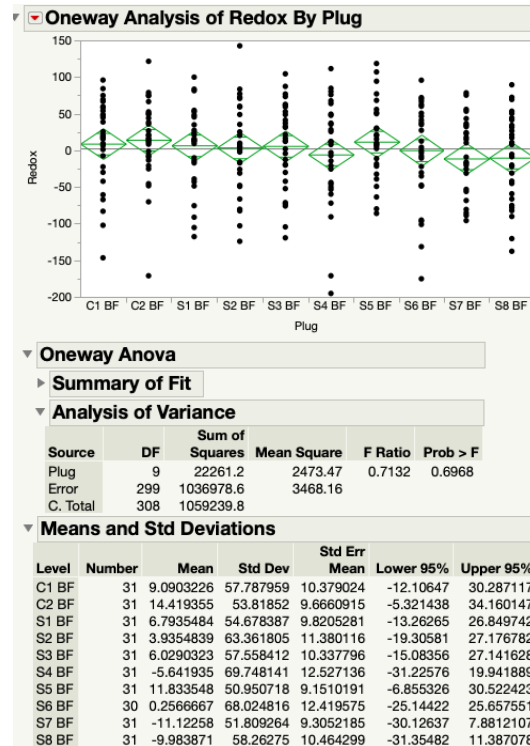 Oneway Analysis of Redox By Plug
150
100
50
0
-50
-100
-150
-200
Redox
C1 BF C2 BF S1 BF S2 BF S3 BF S4 BF S5 BF S6 BF S7 BF S8 BF
Plug
Oneway Anova
Summary of Fit
Analysis of Variance
Sum of
Source DF Squares Mean Square F Ratio Prob > F
Plug 9 22261.2 2473.47 0.7132 0.6968
Error 299 1036978.6 3468.16
C. Total 308 1059239.8
Means and Std Deviations
Std Err
Level Number Mean Std Dev Mean Lower 95% Upper 95%
C1 BF 31 9.0903226 57.787959 10.379024 -12.10647 30.287117
C2 BF 31 14.419355 53.81852 9.6660915 -5.321438 34.160147
S1 BF 31 6.7935484 54.678387 9.8205281 -13.26265 26.849742
S2 BF 31 3.9354839 63.361805 11.380116 -19.30581 27.176782
S3 BF 31 6.0290323 57.558412 10.337796 -15.08356 27.141628
S4 BF 31 -5.641935 69.748141 12.527136 -31.22576 19.941889
S5 BF 31 11.833548 50.950718 9.1510191 -6.855326 30.522423
S6 BF 30 0.2566667 68.024816 12.419575 -25.14422 25.657551
S7 BF 31 -11.12258 51.809264 9.3052185 -30.12637 7.8812107
S8 BF 31 -9.983871 58.26275 10.464299 -31.35482 11.387078